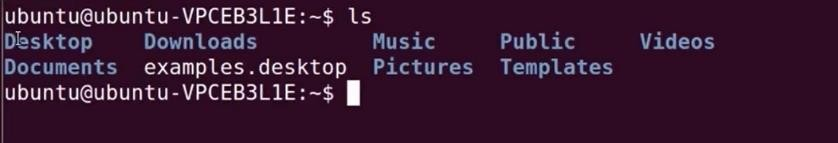 ubuntu@ubuntu-VPCEB3L1E:~$ ls
Desktop Downloads Music Public Videos
Documents examples.desktop Pictures Templates
ubuntu@ubuntu-VPCEB3L1E:~$